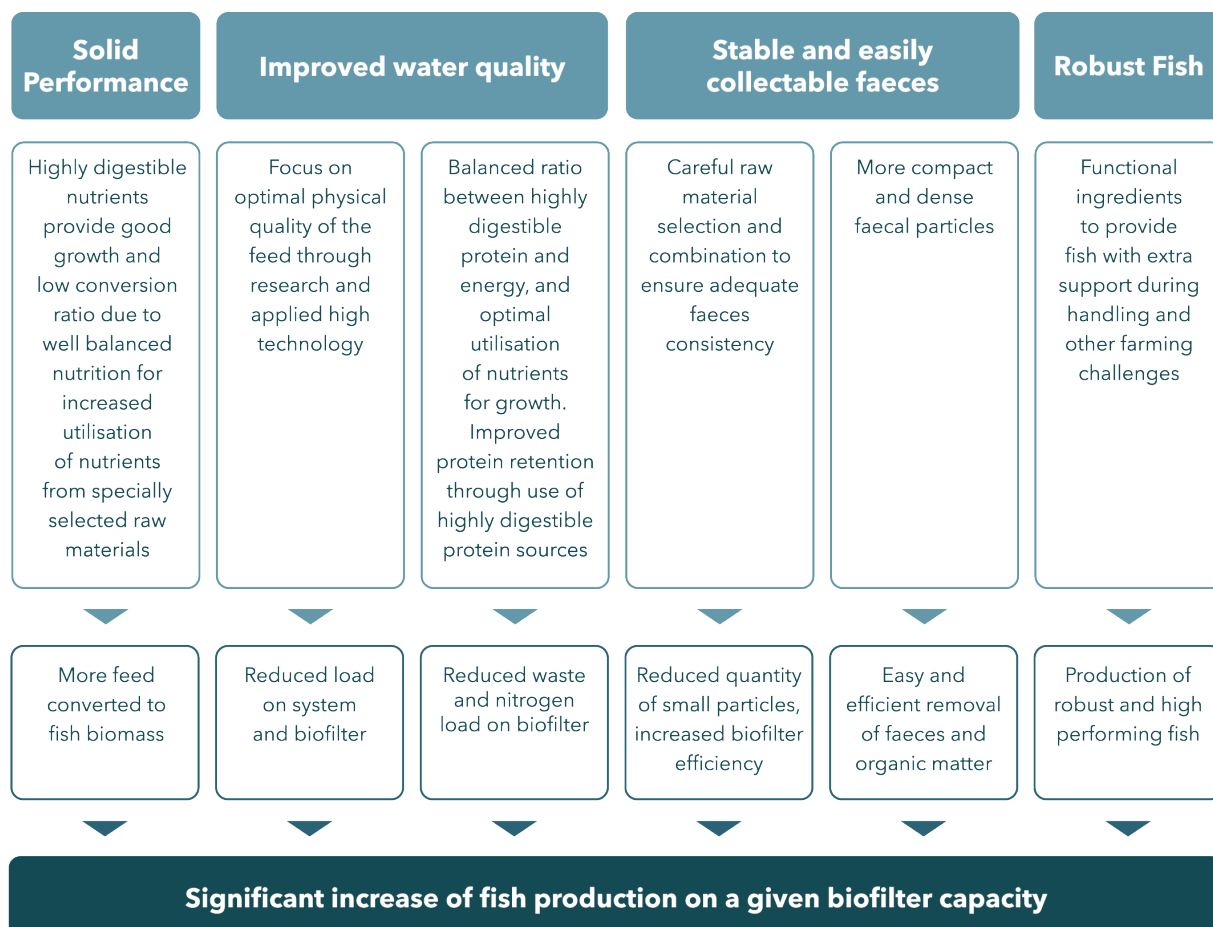 Solid
Performance
Improved water quality
Stable and easily
collectable faeces
Robust Fish
Highly digestible
nutrients
provide good
growth and
low conversion
ratio due to
well balanced
nutrition for
increased
utilisation
of nutrients
from specially
selected raw
materials
Focus on
optimal physical
quality of the
feed through
research and
applied high
technology
Balanced ratio
between highly
digestible
protein and
energy, and
optimal
utilisation
of nutrients
for growth.
Improved
protein retention
through use of
highly digestible
protein sources
Careful raw
material
selection and
combination to
ensure adequate
faeces
consistency
More compact
and dense
faecal particles
Functional
ingredients
to provide
fish with extra
support during
handling and
other farming
challenges
More feed
converted to
fish biomass
Reduced load
on system
and biofilter
Reduced waste
and nitrogen
load on biofilter
Reduced quantity
of small particles,
increased biofilter
efficiency
Easy and
efficient removal
of faeces and
organic matter
Production of
robust and high
performing fish
Significant increase of fish production on a given biofilter capacity